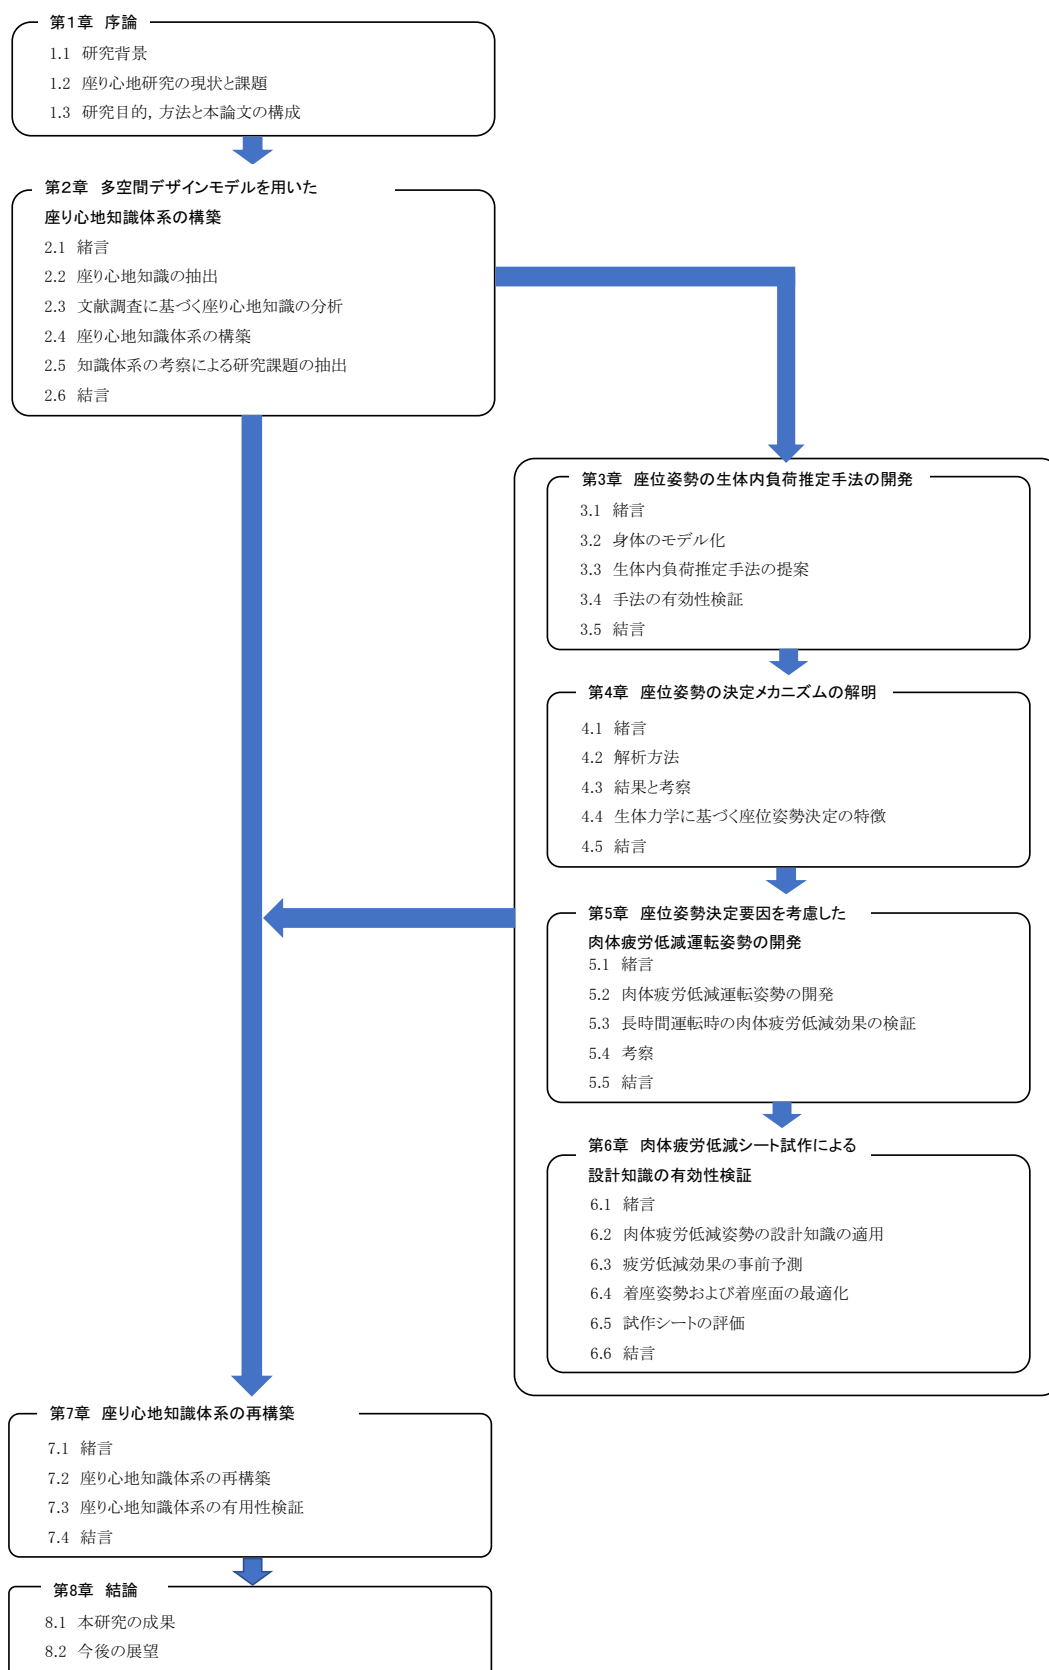 第1章 序論
1.1 研究背景
1.2 座り心地研究の現状と課題
1.3 研究目的, 方法と本論文の構成
第2章 多空間デザインモデルを用いた
座り心地知識体系の構築
2.1 緒言
2.2 座り心地知識の抽出
2.3 文献調査に基づく座り心地知識の分析
2.4 座り心地知識体系の構築
2.5 知識体系の考察による研究課題の抽出
2.6 結言
第3章 座位姿勢の生体内負荷推定手法の開発
3.1 緒言
3.2 身体のモデル化
3.3 生体内負荷推定手法の提案
3.4 手法の有効性検証
3.5 結言
第4章 座位姿勢の決定メカニズムの解明
4.1 緒言
4.2 解析方法
4.3 結果と考察
4.4 生体力学に基づく座位姿勢決定の特徴
4.5 結言
第5章 座位姿勢決定要因を考慮した
肉体疲労低減運転姿勢の開発
5.1 緒言
5.2 肉体疲労低減運転姿勢の開発
5.3 長時間運転時の肉体疲労低減効果の検証
5.4 考察
5.5 結言
第6章 肉体疲労低減シート試作による
設計知識の有効性検証
6.1 緒言
6.2 肉体疲労低減姿勢の設計知識の適用
6.3 疲労低減効果の事前予測
6.4 着座姿勢および着座面の最適化
6.5 試作シートの評価
6.6 結言
第7章 座り心地知識体系の再構築
7.1 緒言
7.2 座り心地知識体系の再構築
7.3 座り心地知識体系の有用性検証
7.4 結言
第8章 結論
8.1 本研究の成果
8.2 今後の展望